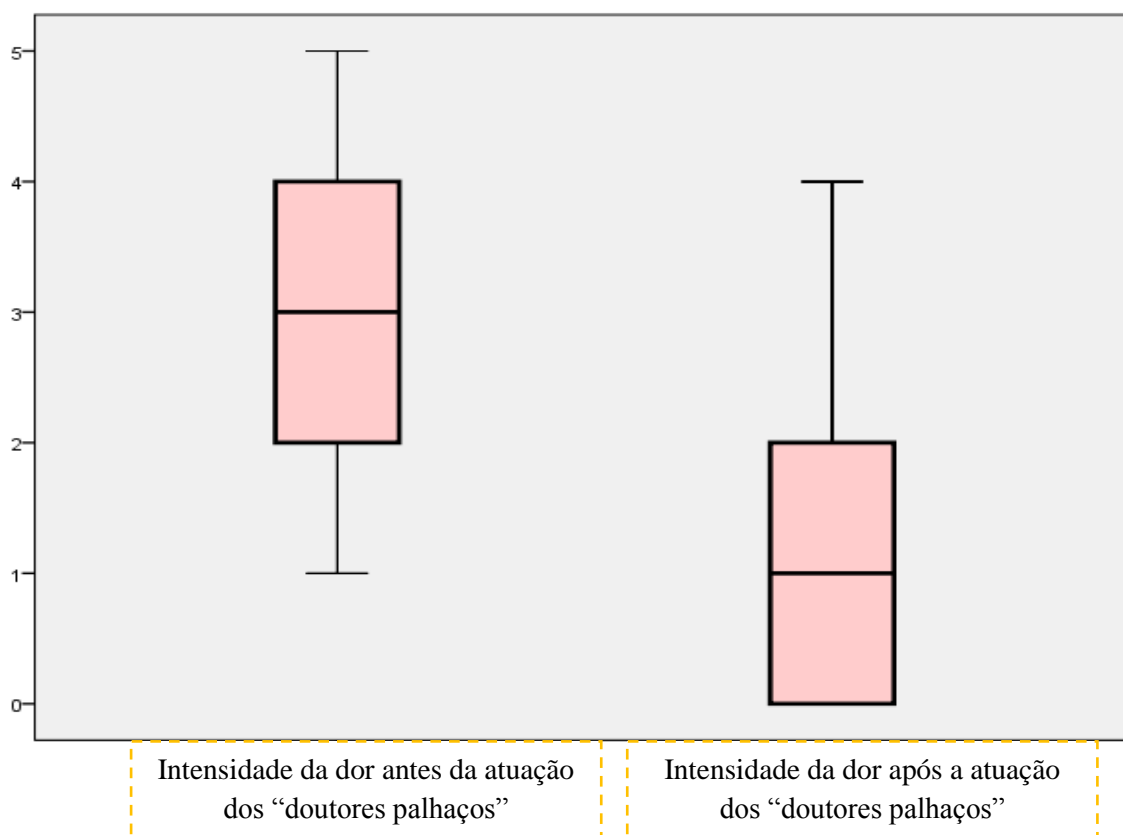 5
4
3
2
1
0
Intensidade da dor antes da atuação
dos “doutores palhaços”
Intensidade da dor após a atuação
dos “doutores palhaços”